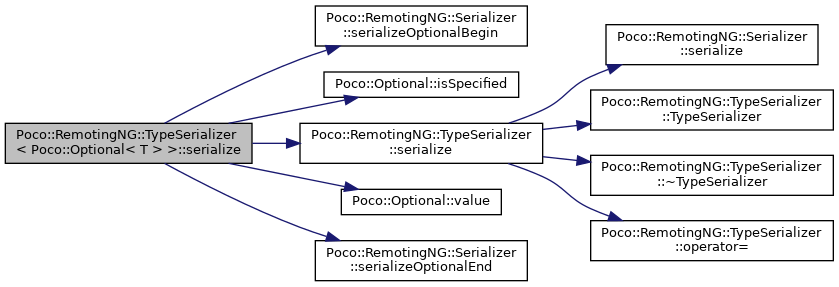 Poco::RemotingNG::TypeSerializer
< Poco::Optional< T > >::serialize
Poco::RemotingNG::Serializer
::serializeOptionalBegin
Poco::Optional::isSpecified
Poco::RemotingNG::TypeSerializer
::serialize
Poco::Optional::value
Poco::RemotingNG::Serializer
::serializeOptionalEnd
Poco::RemotingNG::Serializer
::serialize
Poco::RemotingNG::TypeSerializer
::TypeSerializer
Poco::RemotingNG::TypeSerializer
::~TypeSerializer
Poco::RemotingNG::TypeSerializer
::operator=